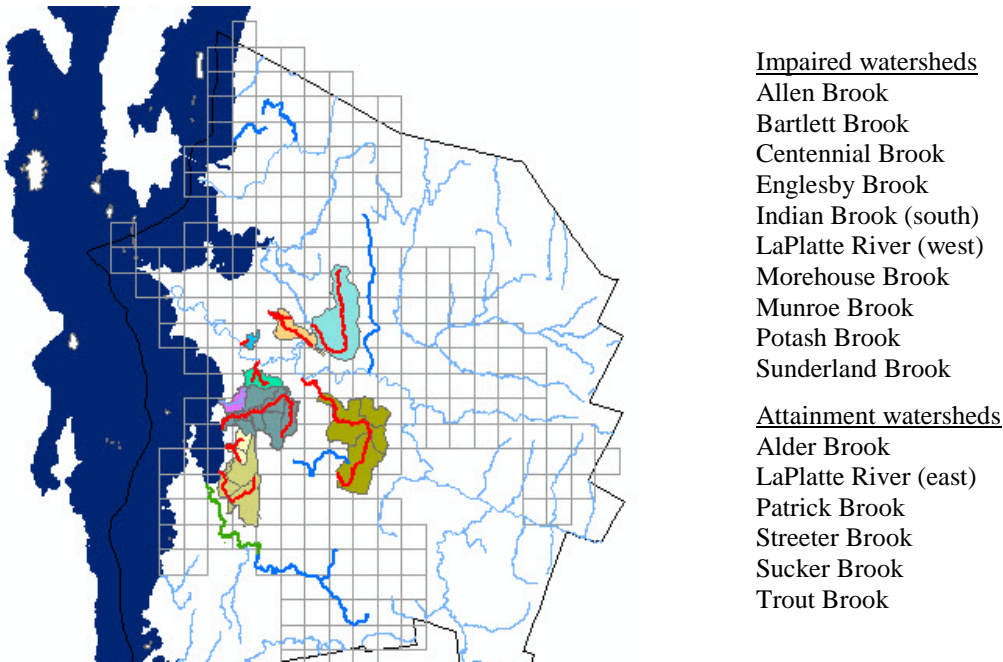 Impaired watersheds
Allen Brook
Bartlett Brook
Centennial Brook
Englesby Brook
Indian Brook (south)
LaPlatte River (west)
Morehouse Brook
Munroe Brook
Potash Brook
Sunderland Brook
Attainment watersheds
Alder Brook
LaPlatte River (east)
Patrick Brook
Streeter Brook
Sucker Brook
Trout Brook